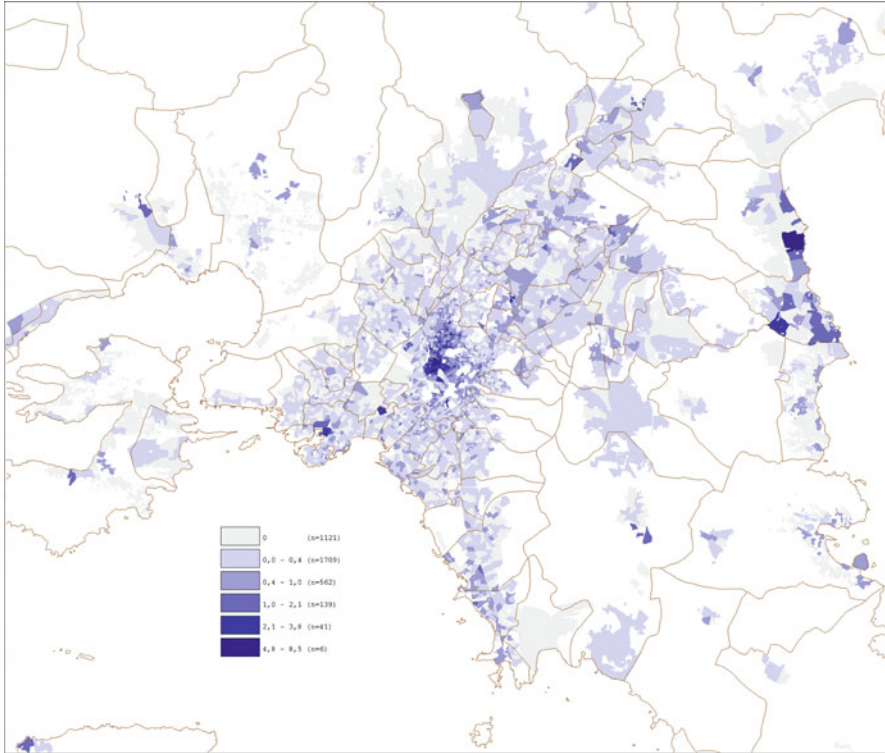 0 (n=1121)
0,0 - 0,4 (n=1709)
0,4 - 1,0 (n=562)
1,0 - 2,1 (n=139)
2,1 - 3,8 (n=41)
4,8 - 8,5 (n=6)